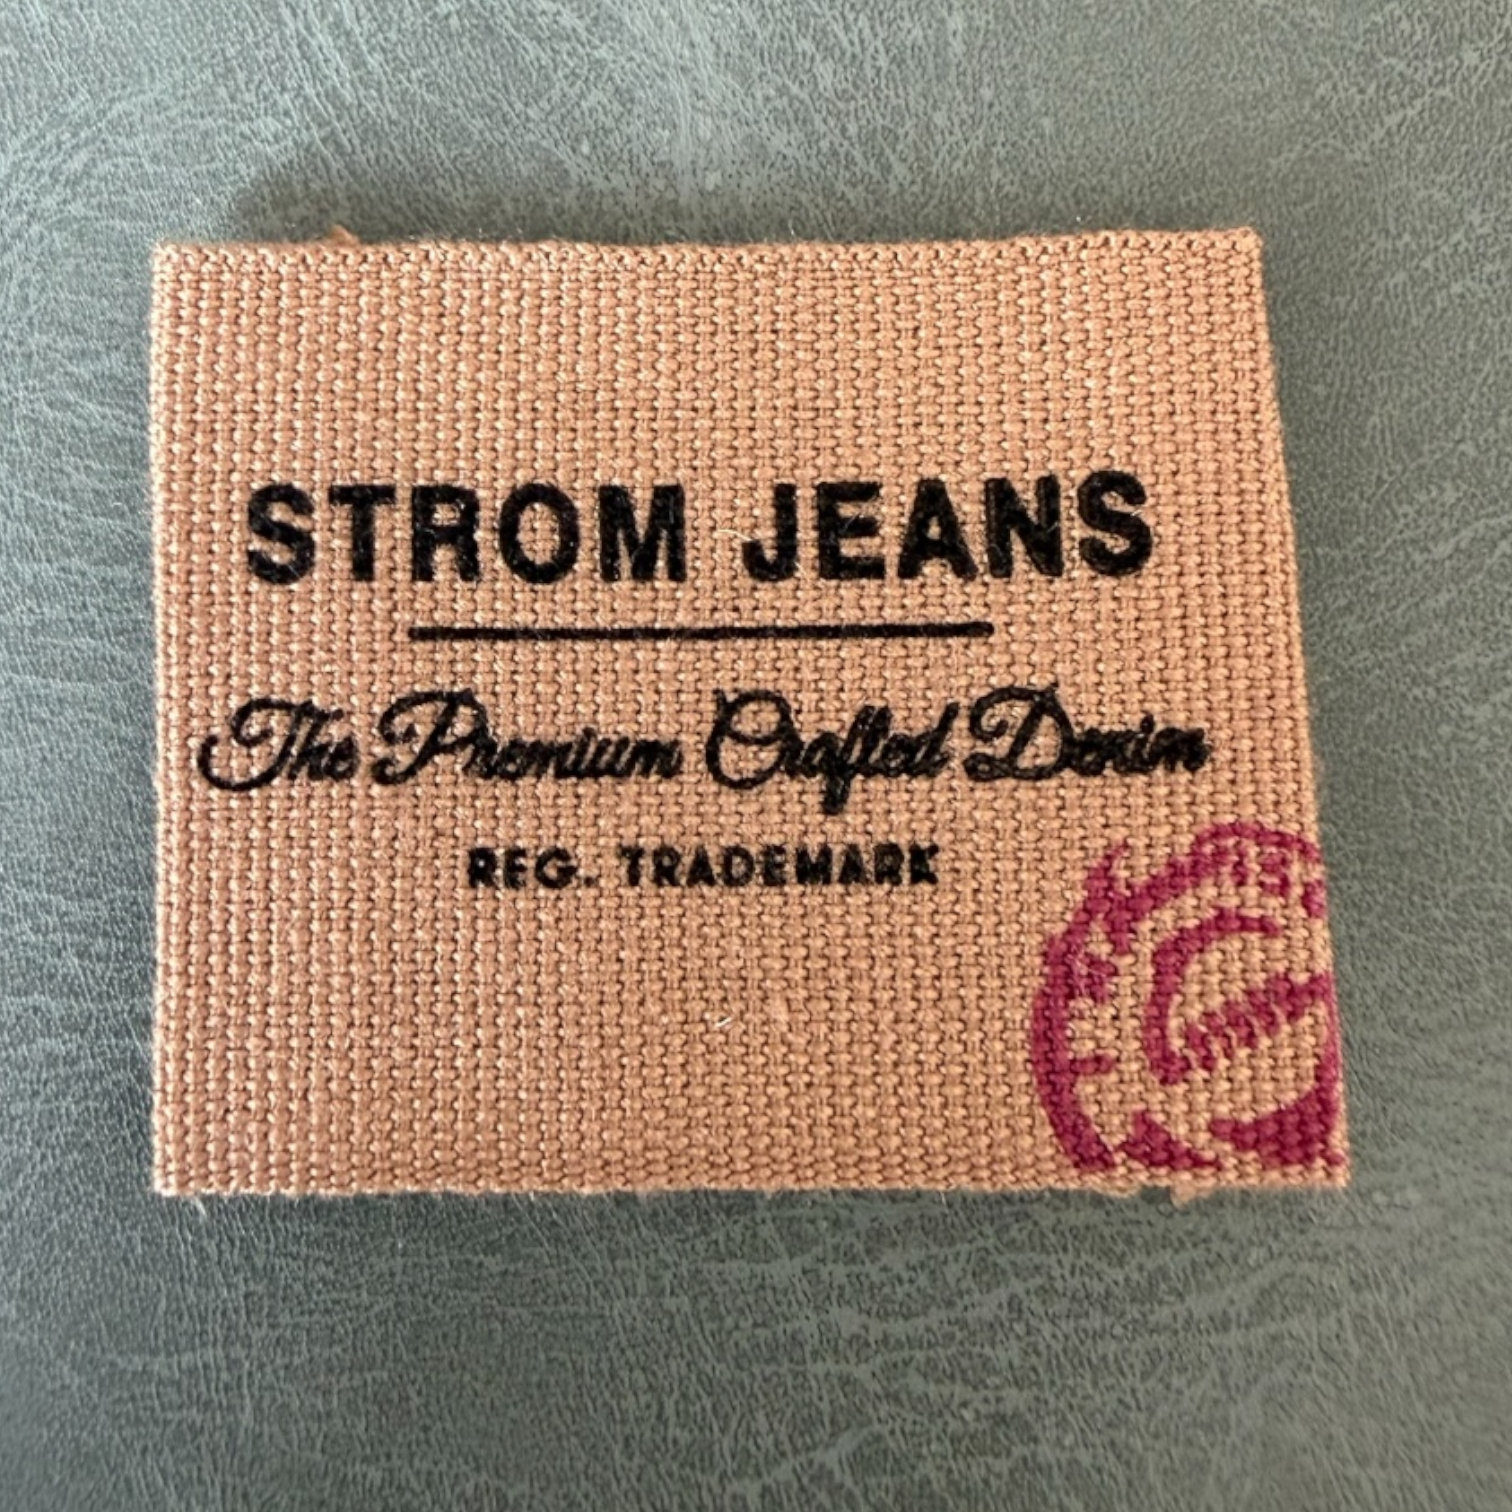 STROM JEANS
The Premium Crafted Denim
REG. TRADEMARK